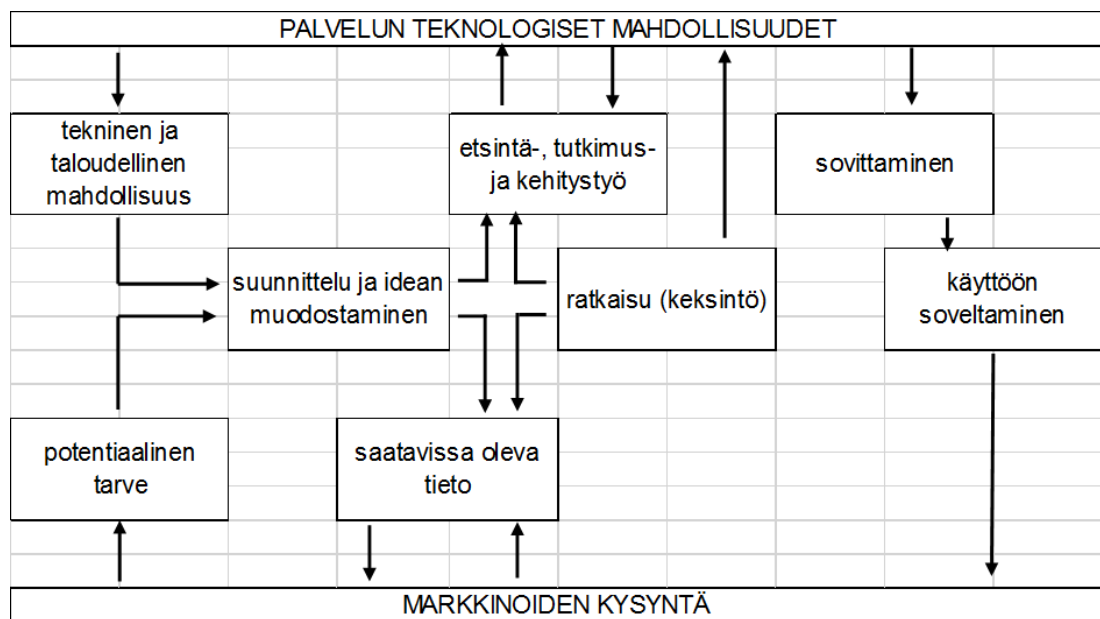 PALVELUN TEKNOLOGISET MAHDOLLISUUDET
tekninen ja
taloudellinen
mahdollisuus
etsintä-, tutkimus-
ja kehitystyö
sovittaminen
suunnittelu ja idean
muodostaminen
ratkaisu (keksintö)
käyttöön
soveltaminen
potentiaalinen
tarve
saatavissa oleva
tieto
MARKKINOIDEN KYSYNTÄ